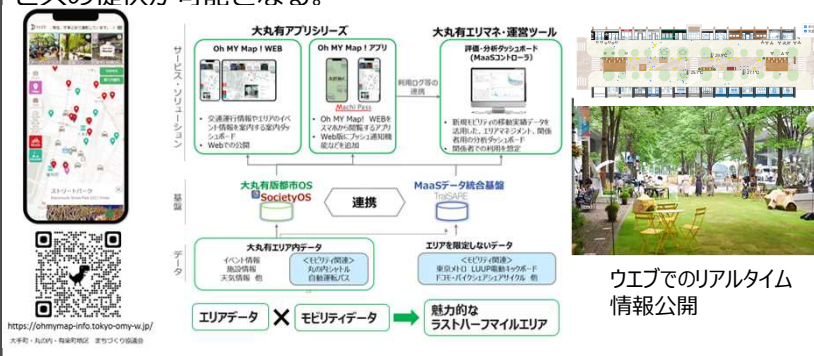 ビスの提供が可能となる。
大丸有アプリシリーズ
大丸有エリマネ・運営ツール
サービス・ソリューション
Oh MY Map！WEB
• 交通運行情報やエリアのイベ
ント情報を案内する案内ダッ
シュボード
• Webでの公開
Oh MY Map！アプリ
Machi Pass
• Oh MY Map! WEBを
スマホから閲覧するアプリ
• Web版にプッシュ通知機
能などを追加
利用ログ等の
連携
評価・分析ダッシュボード
(MaaSコントローラ)
• 新規モビリティの移動実績データを
活用した、エリアマネジメント、関係
者用の分析ダッシュボード
• 関係者での利用を想定
基盤
大丸有版都市OS
SocietyOS
連携
MaaSデータ統合基盤
TraISARE
データ
大丸有エリア内データ
イベント情報
施設情報
天気情報 他
<モビリティ関連>
丸の内シャトル
自動運転バス
エリアを限定しないデータ
<モビリティ関連>
東京メトロ LUUP電動キックボード
ドコモ・バイクシェアシェアサイクル 他
エリアデータ × モビリティデータ
魅力的な
ラストハーフマイルエリア
ストリートパーク
https://ohmymap-info.tokyo-omy-w.jp/
大手町・丸の内・有楽町地区 まちづくり協議会
ウエブでのリアルタイム
情報公開